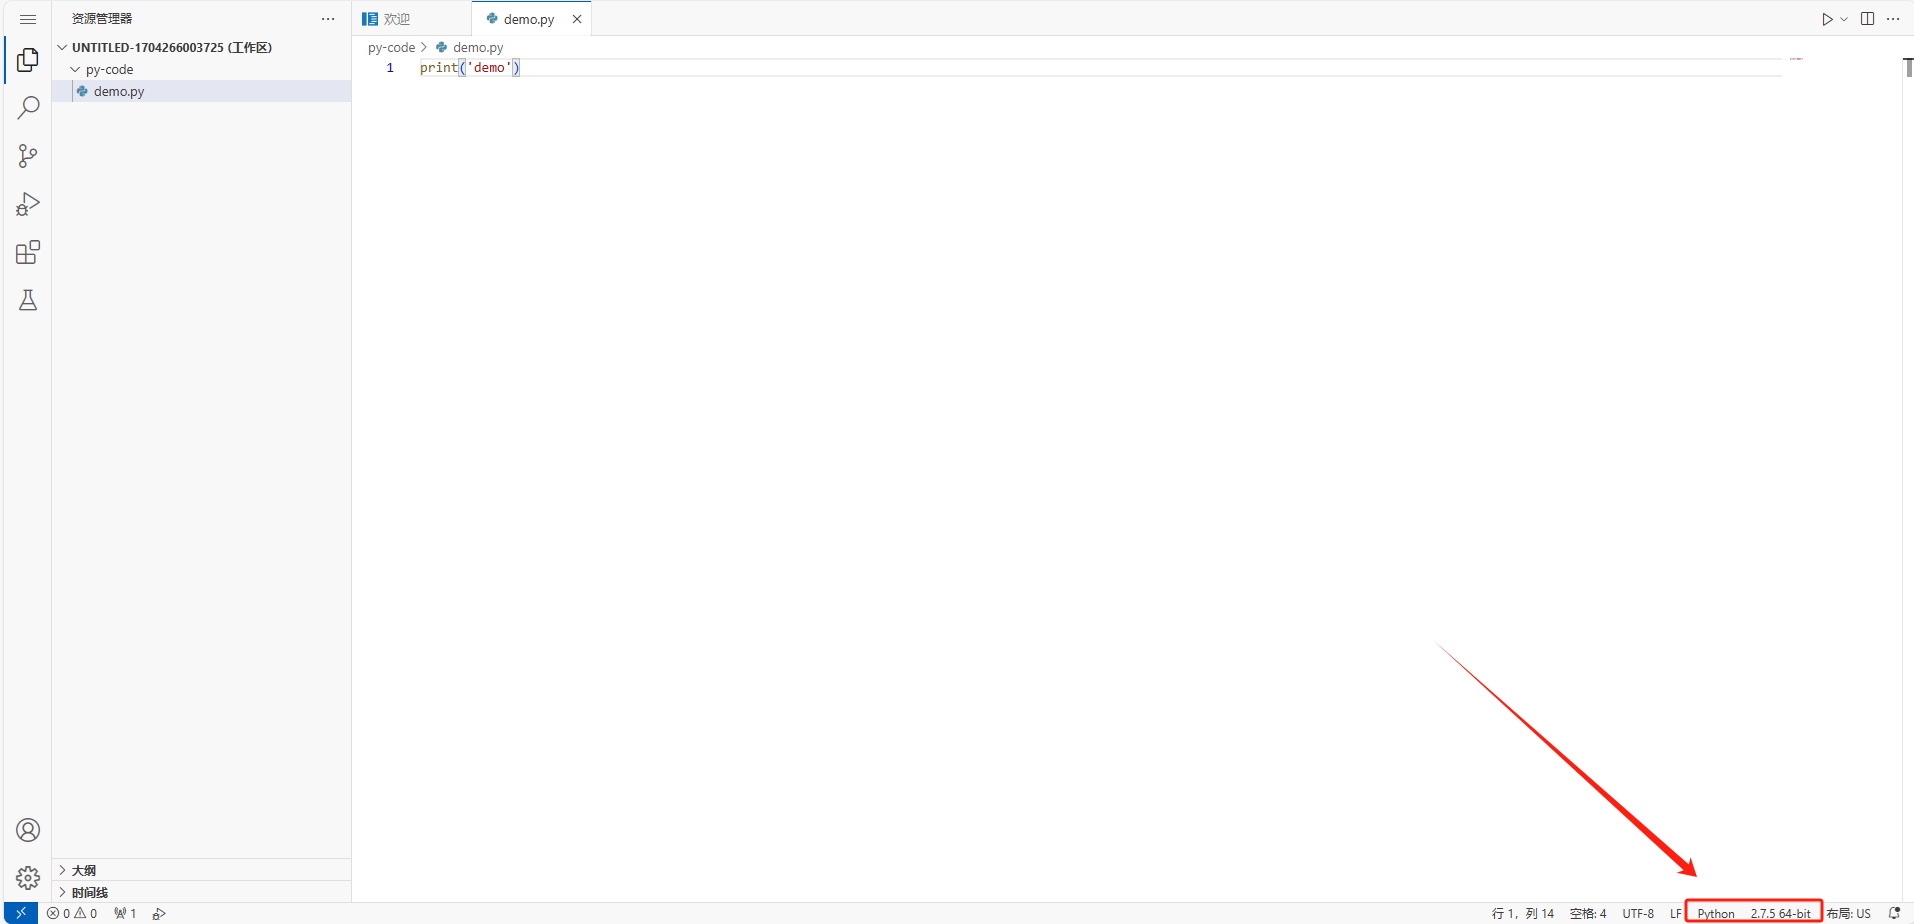 资源管理器
UNTITLED-1704266003725 (工作区)
py-code
demo.py
大纲
时间线
欢迎
demo.py
py-code > demo.py
1 print('demo')
0 0 1
行 1，列 14 空格: 4 UTF-8 LF Python 2.7.5 64-bit 布局: US